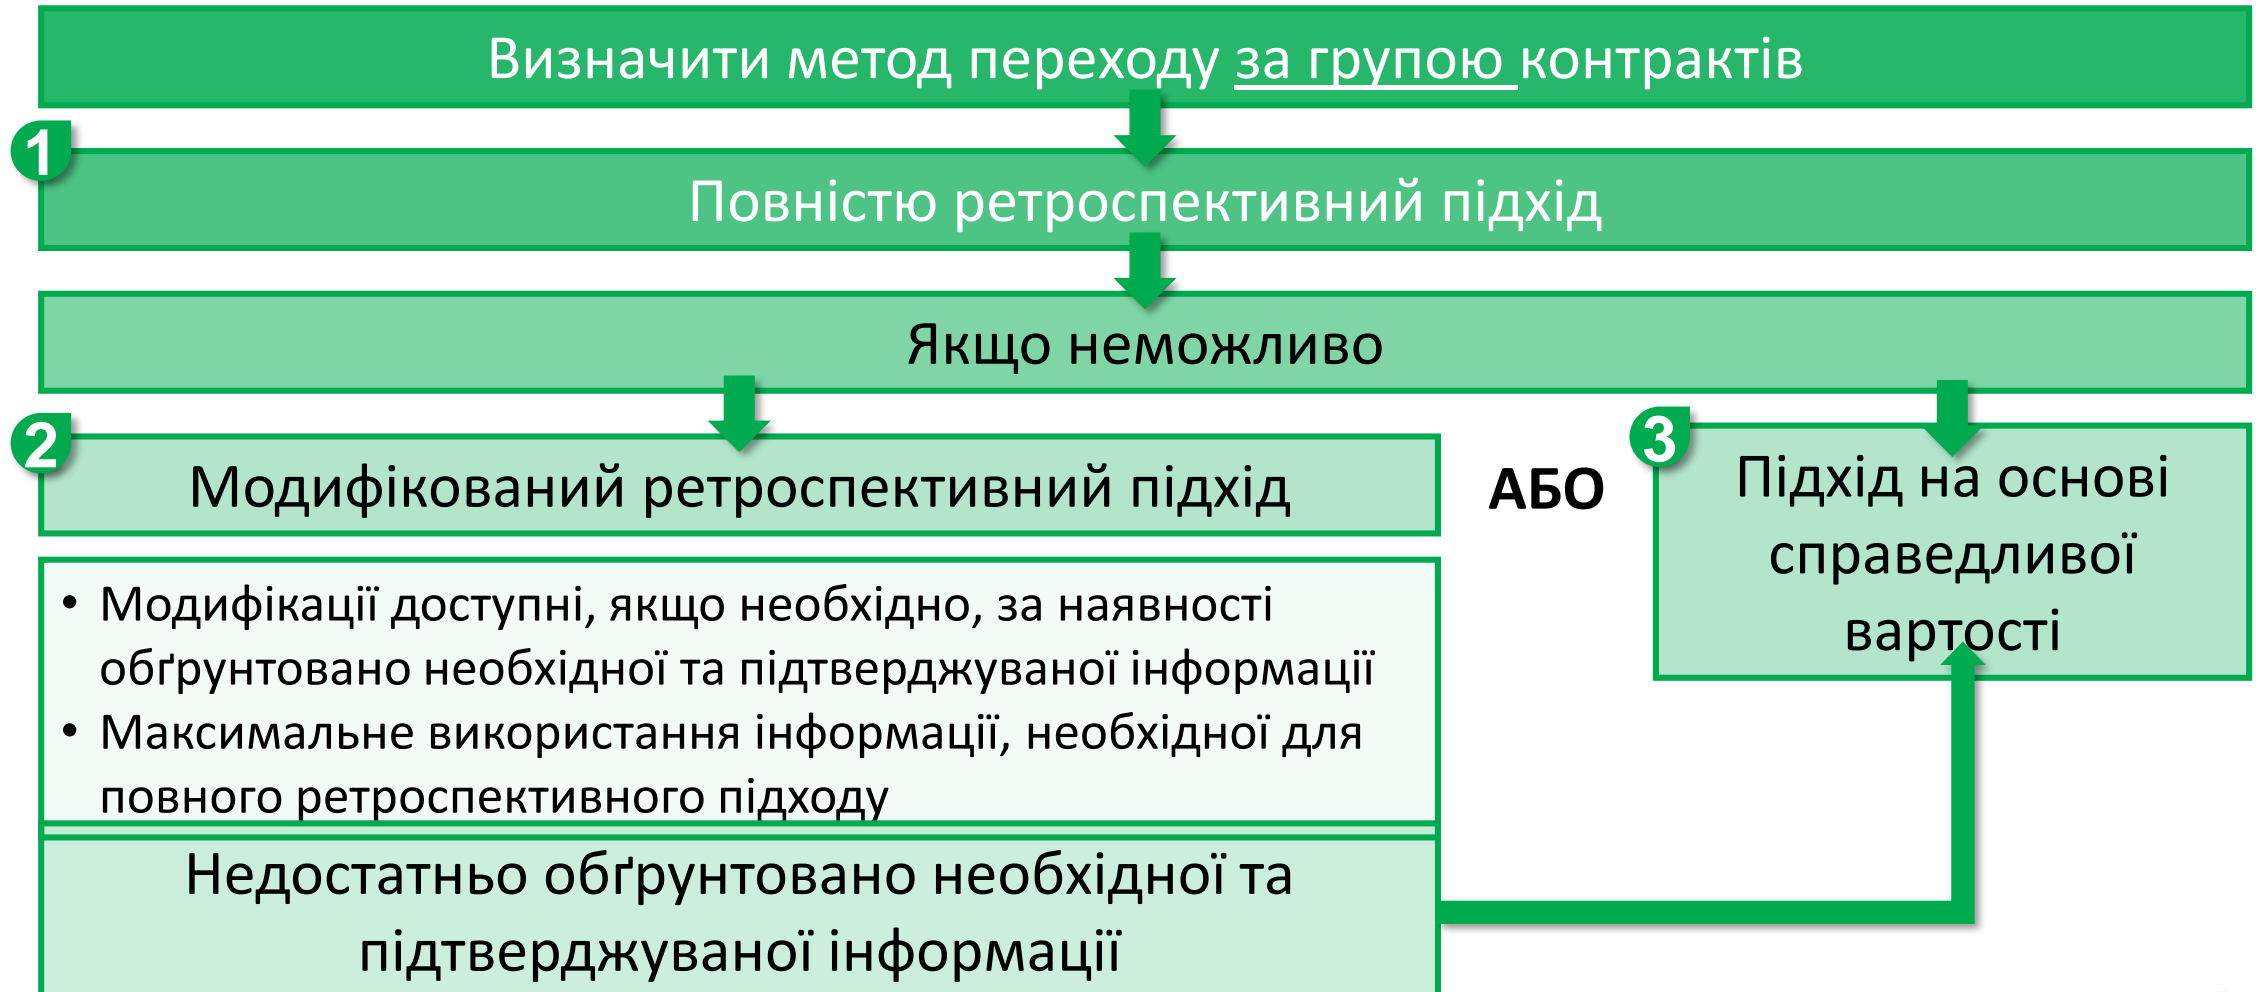 Визначити метод переходу за групою контрактів
1
Повністю ретроспективний підхід
Якщо неможливо
2
Модифікований ретроспективний підхід
АБО
3
Підхід на основі
справедливої
вартості
• Модифікації доступні, якщо необхідно, за наявності
обґрунтовано необхідної та підтверджуваної інформації
• Максимальне використання інформації, необхідної для
повного ретроспективного підходу
Недостатньо обґрунтовано необхідної та
підтверджуваної інформації